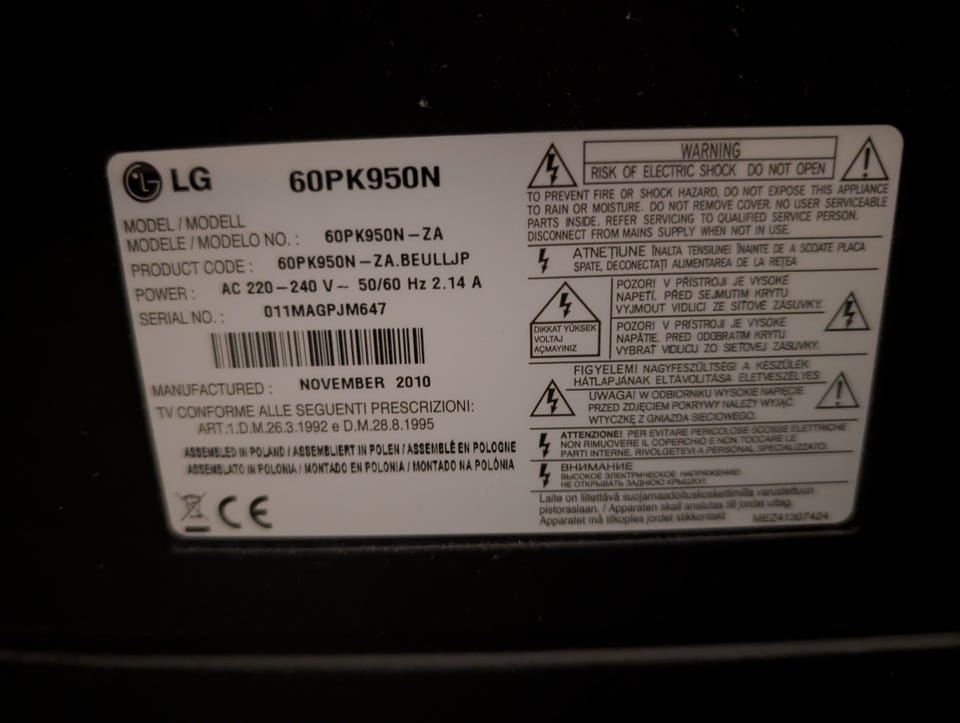 LG 60PK950N
MODEL / MODELL
MODELE / MODELO NO. : 60PK950N-ZA
PRODUCT CODE : 60PK950N-ZA.BEULLJP
POWER : AC 220-240 V~ 50/60 Hz 2.14 A
SERIAL NO. : 011MAGPJM647
MANUFACTURED : NOVEMBER 2010
TV CONFORME ALLE SEGUENTI PRESCRIZIONI:
ART.1.D.M.26.3.1992 e D.M.28.8.1995
ASSEMBLED IN POLAND / ASSEMBLIERT IN POLEN / ASSEMBLÉ EN POLOGNE
ASSEMBLATO IN POLONIA / MONTADO EN POLONIA / MONTADO NA POLÔNIA
CE
WARNING
RISK OF ELECTRIC SHOCK DO NOT OPEN
TO PREVENT FIRE OR SHOCK HAZARD, DO NOT EXPOSE THIS APPLIANCE
TO RAIN OR MOISTURE. DO NOT REMOVE COVER. NO USER SERVICEABLE
PARTS INSIDE. REFER SERVICING TO QUALIFIED SERVICE PERSON.
DISCONNECT FROM MAINS SUPPLY WHEN NOT IN USE.
ATNEŢIUNE ÎNALTA TENSIUNE! ÎNAINTE DE A SCOATE PLACA
SPATE, DECONECTAŢI ALIMENTAREA DE LA REŢEA
DIKKAT YÜKSEK
VOLTAJ
AÇMAYINIZ
POZOR! V PŘÍSTROJI JE VYSOKÉ
NAPĚTÍ. PŘED SEJMUTIM KRYTU
VYJMOUT VIDLICI ZE SÍŤOVÉ ZÁSUVKY.
POZOR! V PRÍSTROJI JE VYSOKÉ
NAPÄTIE. PRED ODOBRATIM KRYTU
VYBRAŤ VIDLICU ZO SIEŤOVEJ ZÁSUVKY.
FIGYELEM! NAGYFESZÜLTSÉG! A KÉSZÜLÉK
HÁTLAPJÁNAK ELTÁVOLÍTÁSA ÉLETVESZÉLYES
UWAGA! W ODBIORNIKU WYSOKIE NAPIĘCIE
PRZED ZDJĘCIEM POKRYWY NALEŻY WYJĄĆ
WTYCZKĘ Z GNIAZDA SIECIOWEGO.
ATTENZIONE! PER EVITARE PERICOLOSE SCOSSE ELETTRICHE
NON RIMUOVERE IL COPERCHIO E NON TOCCARE LE
PARTI INTERNE. RIVOLGETEVI A PERSONAL SPECIALIZZATO.
ВНИМАНИЕ
ВЫСОКОЕ ЭЛЕКТРИЧЕСКОЕ НАПРЯЖЕНИЕ!
НЕ ОТКРЫВАТЬ ЗАДНЮЮ КРЫШКУ!
Laite on liitettävä suojamaadoituskoskettimilla varustettuun
pistorasiaan. / Apparaten skall anslutas till jordat uttag.
Apparatet må tilkoples jordet stikkontakt MEZ41307424